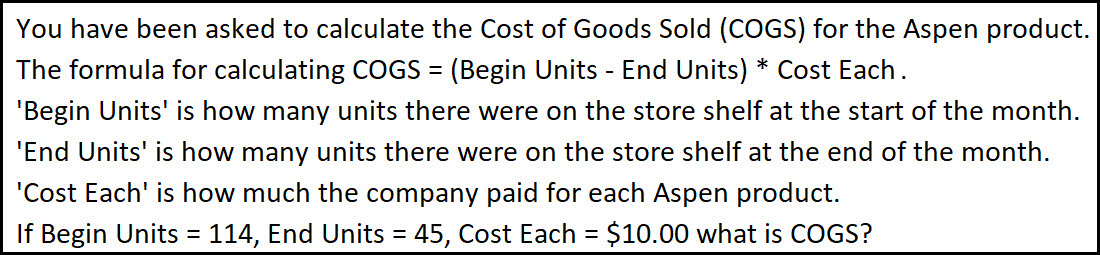 You have been asked to calculate the Cost of Goods Sold (COGS) for the Aspen product.
The formula for calculating COGS = (Begin Units - End Units) * Cost Each.
'Begin Units' is how many units there were on the store shelf at the start of the month.
'End Units' is how many units there were on the store shelf at the end of the month.
'Cost Each' is how much the company paid for each Aspen product.
If Begin Units = 114, End Units = 45, Cost Each = $10.00 what is COGS?